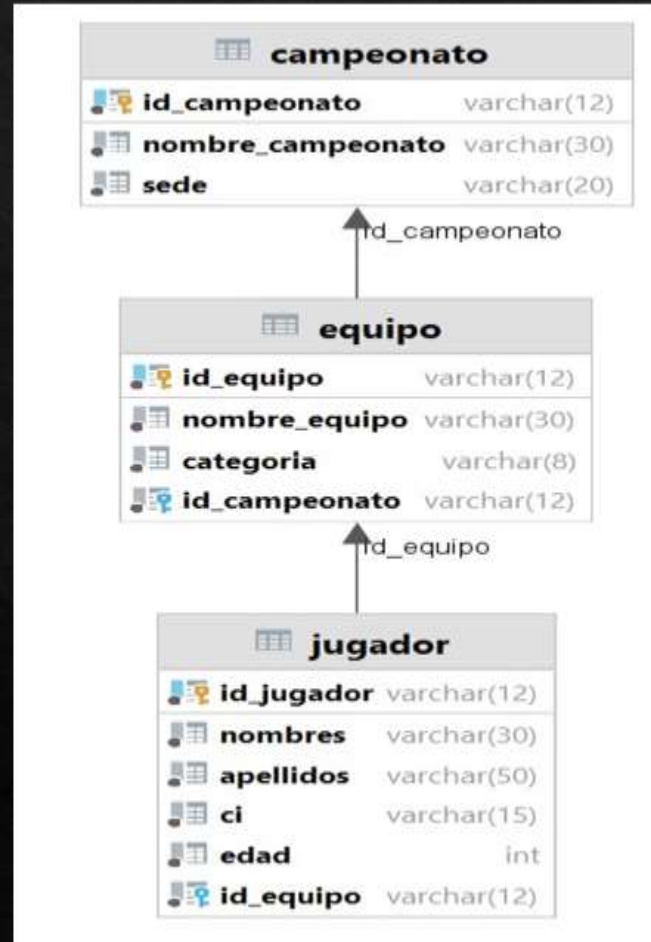 campeonato
id_campeonato varchar(12)
nombre_campeonato varchar(30)
sede varchar(20)
id_campeonato
equipo
id_equipo varchar(12)
nombre_equipo varchar(30)
categoria varchar(8)
id_campeonato varchar(12)
id_equipo
jugador
id_jugador varchar(12)
nombres varchar(30)
apellidos varchar(50)
ci varchar(15)
edad int
id_equipo varchar(12)